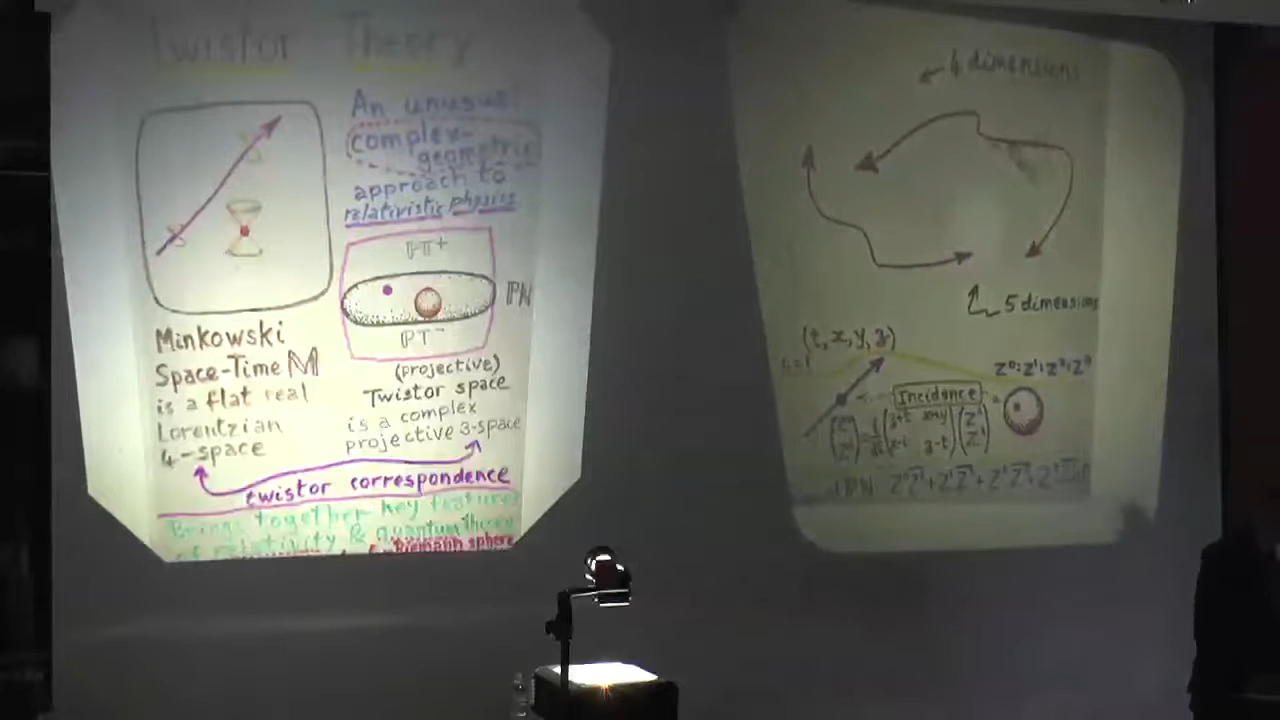 Twistor Theory
An unusual
complex-
geometric
approach to
relativistic physics
PT+
PN
PT-
Minkowski
Space-Time M
is a flat real
Lorentzian
4-space
(projective)
Twistor space
is a complex
projective 3-space
twistor correspondence
Brings together key features
of relativity & quantum theory
Riemann sphere
4 dimensions
5 dimensions
(t, x, y, z)
Z⁰:Z¹:Z²:Z³
Incidence